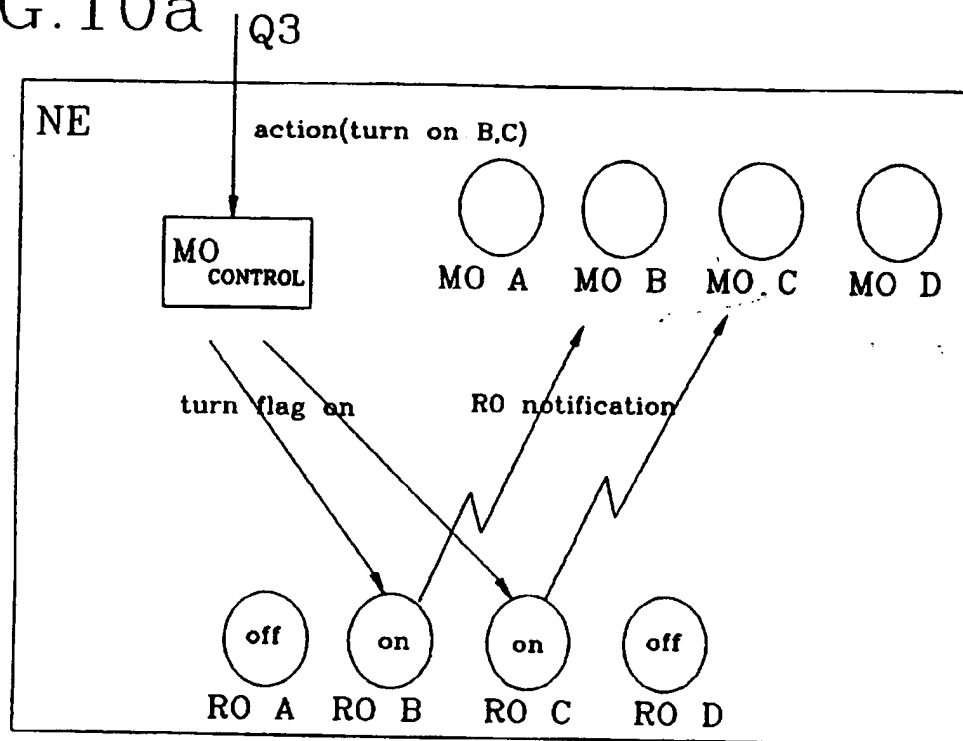 G.10a
Q3
NE
action(turn on B,C)
MO
CONTROL
MO A
MO B
MO C
MO D
turn flag on
RO notification
off
on
on
off
RO A
RO B
RO C
RO D